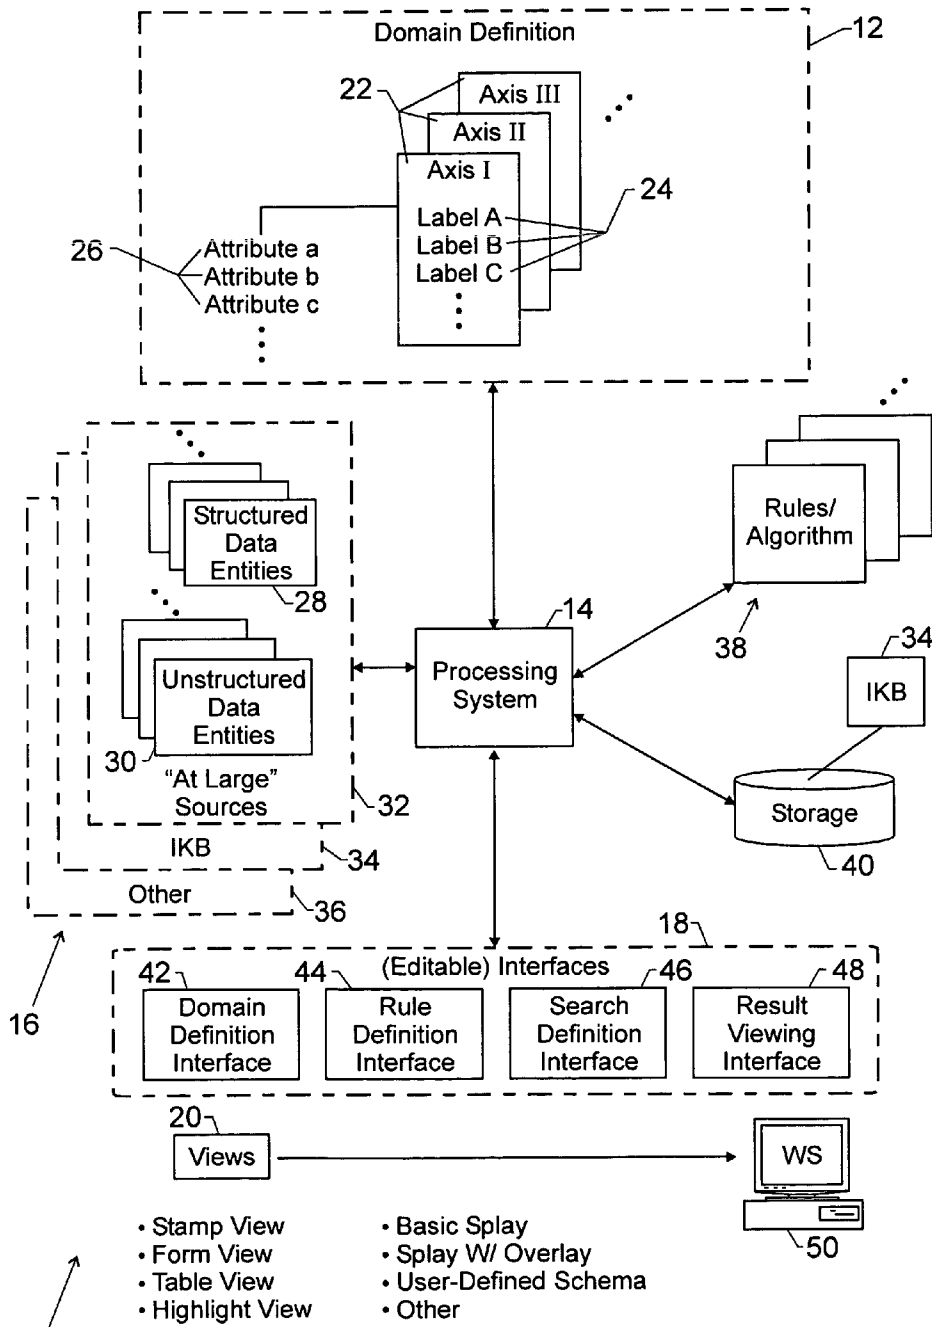 Domain Definition
12
22
Axis III
Axis II
Axis I
24
Label A
Label B
Label C
26
Attribute a
Attribute b
Attribute c
Structured
Data
Entities
28
Rules/
Algorithm
38
14
Processing
System
34
IKB
Unstructured
Data
Entities
30
“At Large”
Sources
32
Storage
40
IKB
34
Other
36
16
18
(Editable) Interfaces
42
44
46
48
Domain
Definition
Interface
Rule
Definition
Interface
Search
Definition
Interface
Result
Viewing
Interface
20
Views
WS
50
• Stamp View
• Form View
• Table View
• Highlight View
• Basic Splay
• Splay W/ Overlay
• User-Defined Schema
• Other